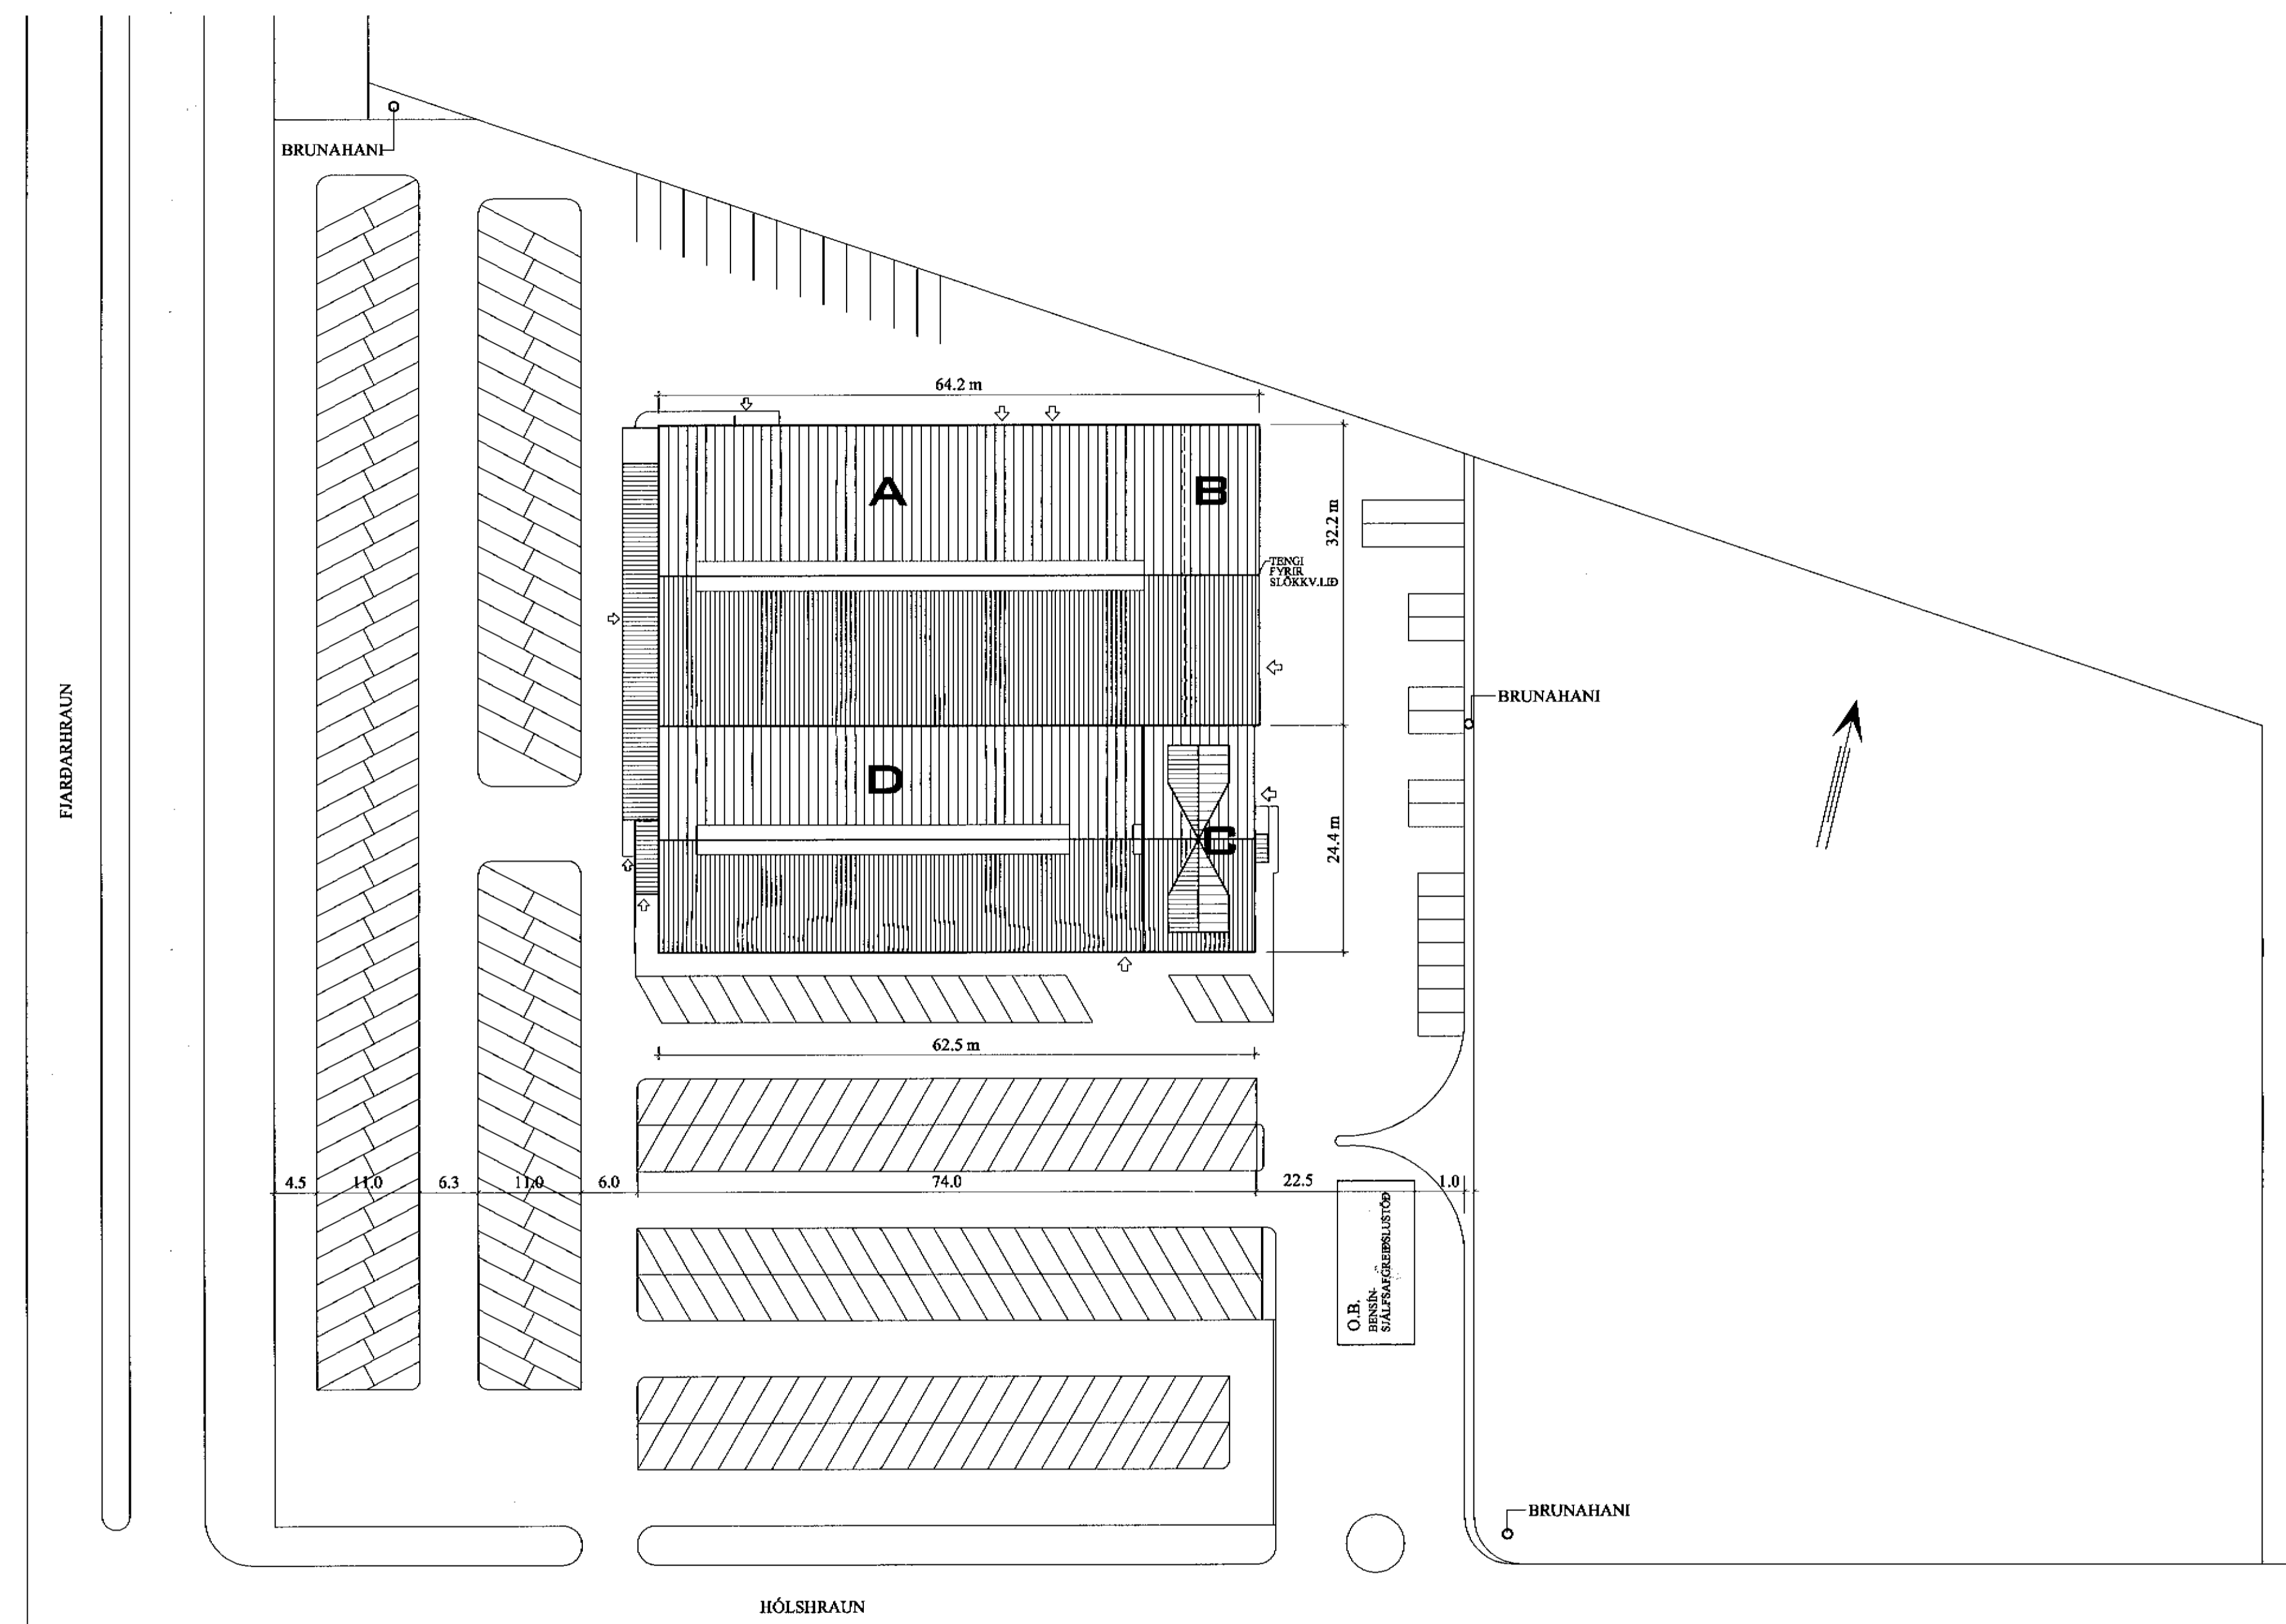 BRUNAHANI
64.2 m
A
B
32.2 m
TENGI
FYRIR
SLÖKKV.LIÐ
FJARÐARHRAUN
BRUNAHANI
D
C
24.4 m
62.5 m
4.5
11.0
6.3
11.0
6.0
74.0
22.5
1.0
O.B.
BENSÍN-
SJÁLFSAFGREIÐSLUSTÖÐ
BRUNAHANI
HÓLSHRAUN